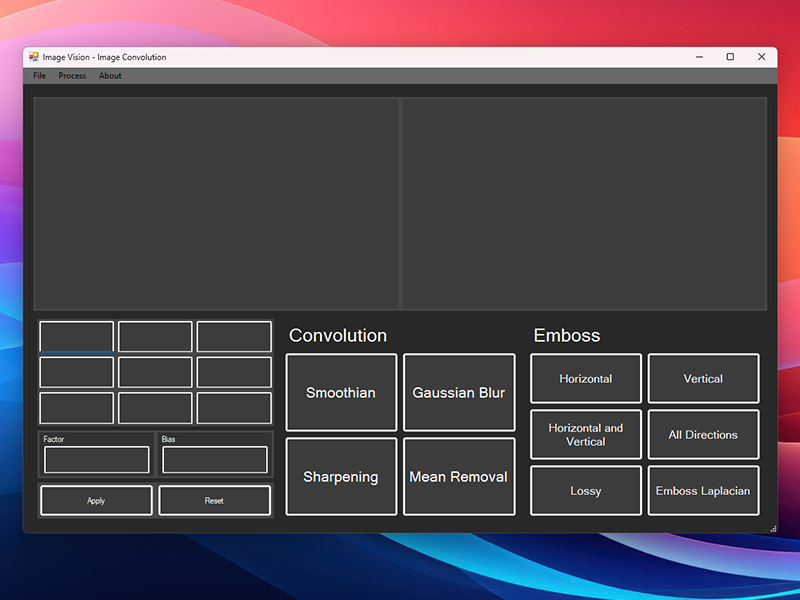 Image Vision - Image Convolution
File Process About
Convolution
Emboss
Smoothian
Gaussian Blur
Horizontal
Vertical
Horizontal and
Vertical
All Directions
Factor
Bias
Sharpening
Mean Removal
Lossy
Emboss Laplacian
Apply
Reset